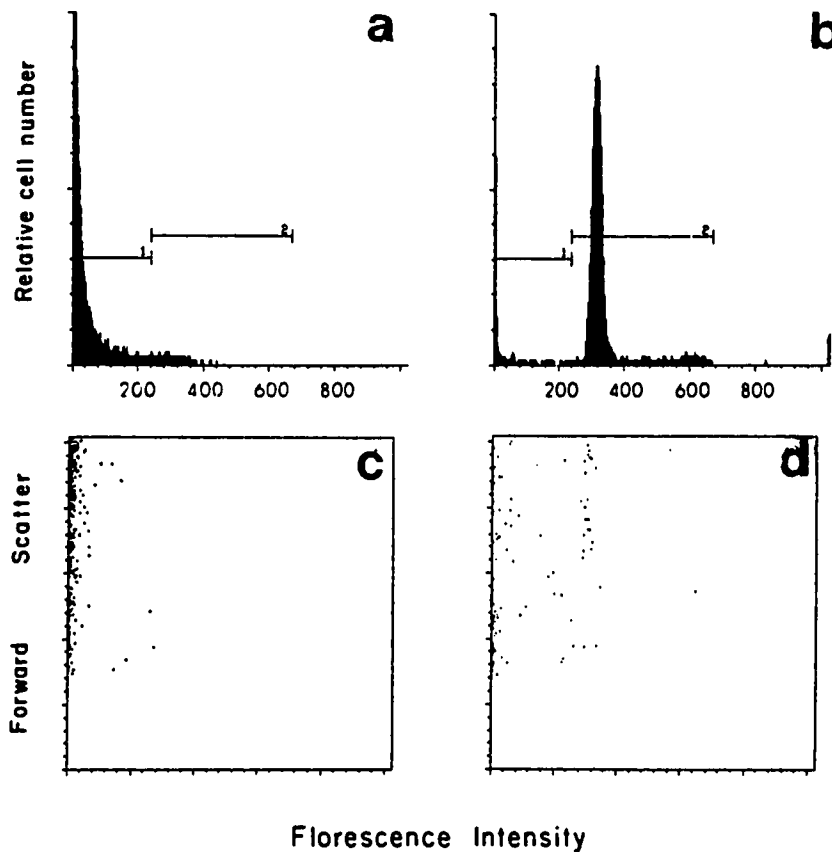 a
b
Relative cell number
1
2
1
2
200 400 600 800
200 400 600 800
c
d
Forward Scatter
Florescence Intensity